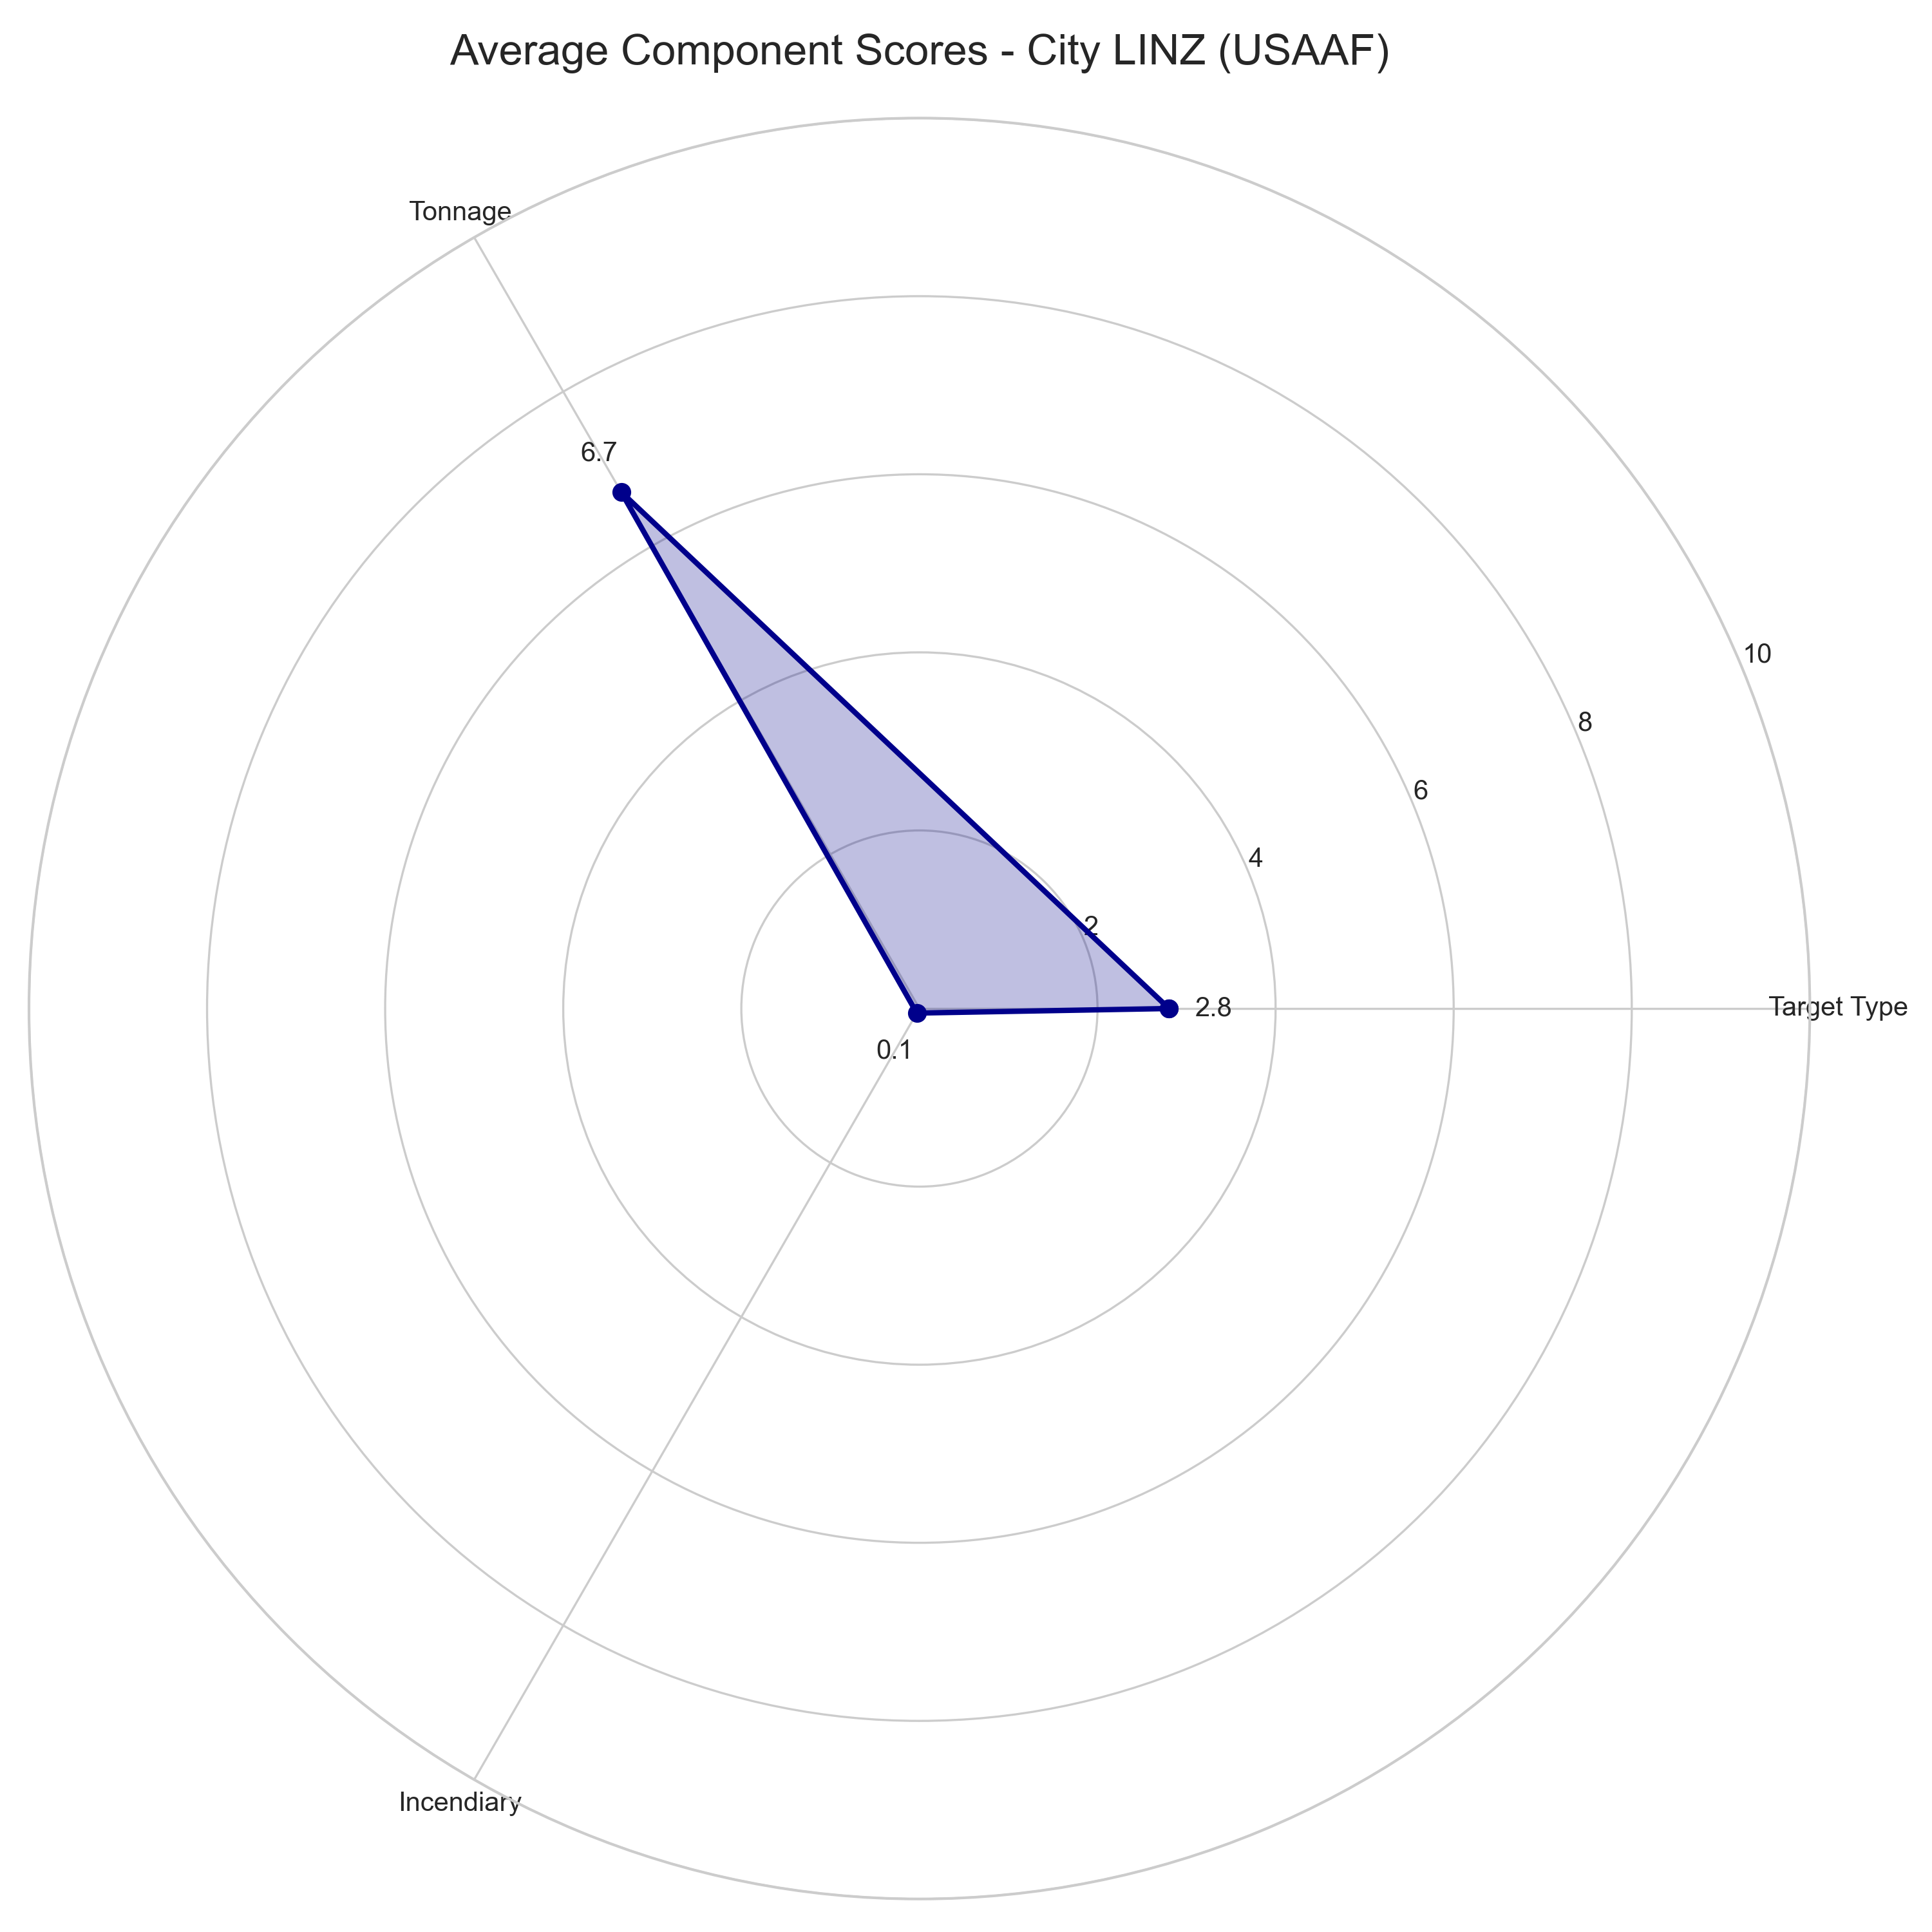 Average Component Scores - City LINZ (USAAF)
Tonnage
6.7
10
8
6
4
2
2.8
Target Type
0.1
Incendiary